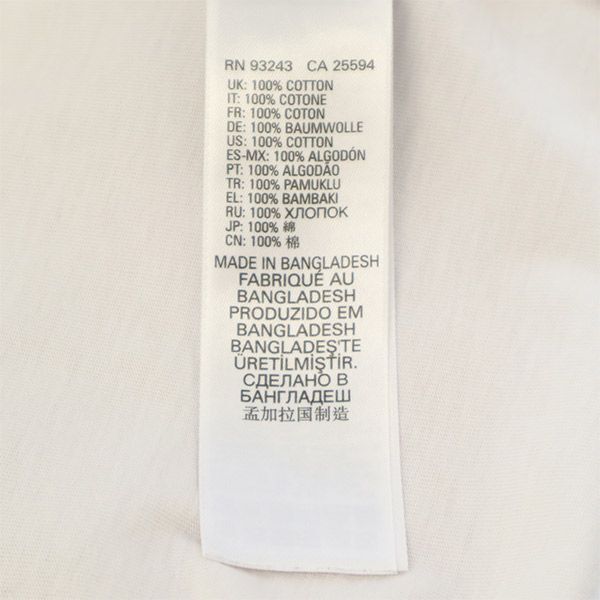 RN 93243 CA 25594
UK: 100% COTTON
IT: 100% COTONE
FR: 100% COTON
DE: 100% BAUMWOLLE
US: 100% COTTON
ES-MX: 100% ALGODÓN
PT: 100% ALGODÃO
TR: 100% PAMUKLU
EL: 100% BAMBAKI
RU: 100% ХЛОПОК
JP: 100% 綿
CN: 100% 棉
MADE IN BANGLADESH
FABRIQUÉ AU
BANGLADESH
PRODUZIDO EM
BANGLADESH
BANGLADEŞ'TE
ÜRETİLMİŞTİR.
СДЕЛАНО В
БАНГЛАДЕШ
孟加拉国制造